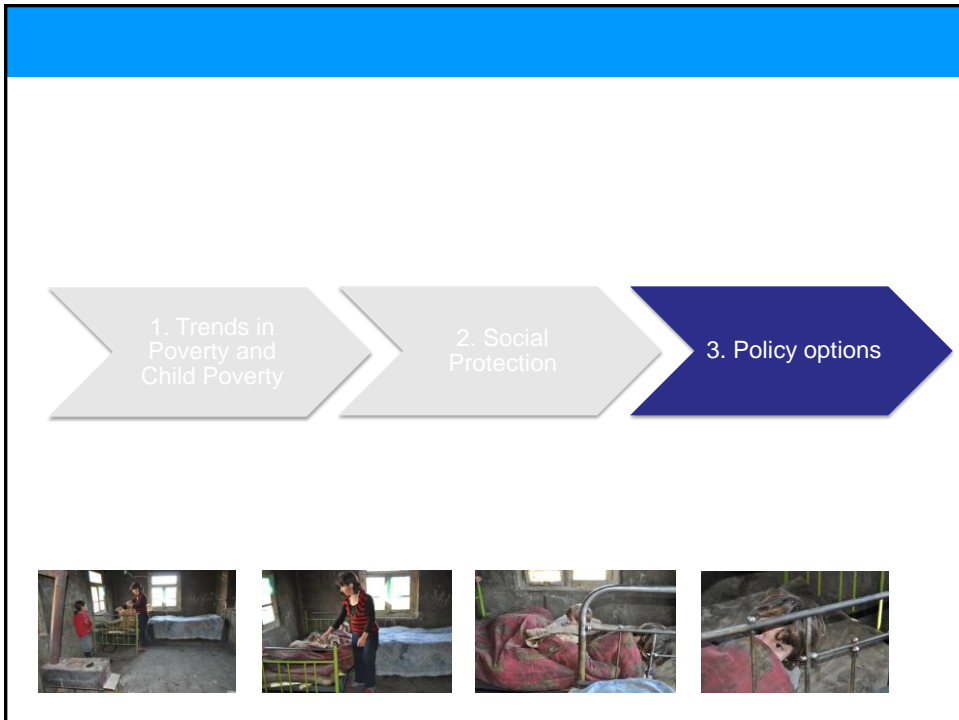 1. Trends in
Poverty and
Child Poverty
2. Social
Protection
3. Policy options